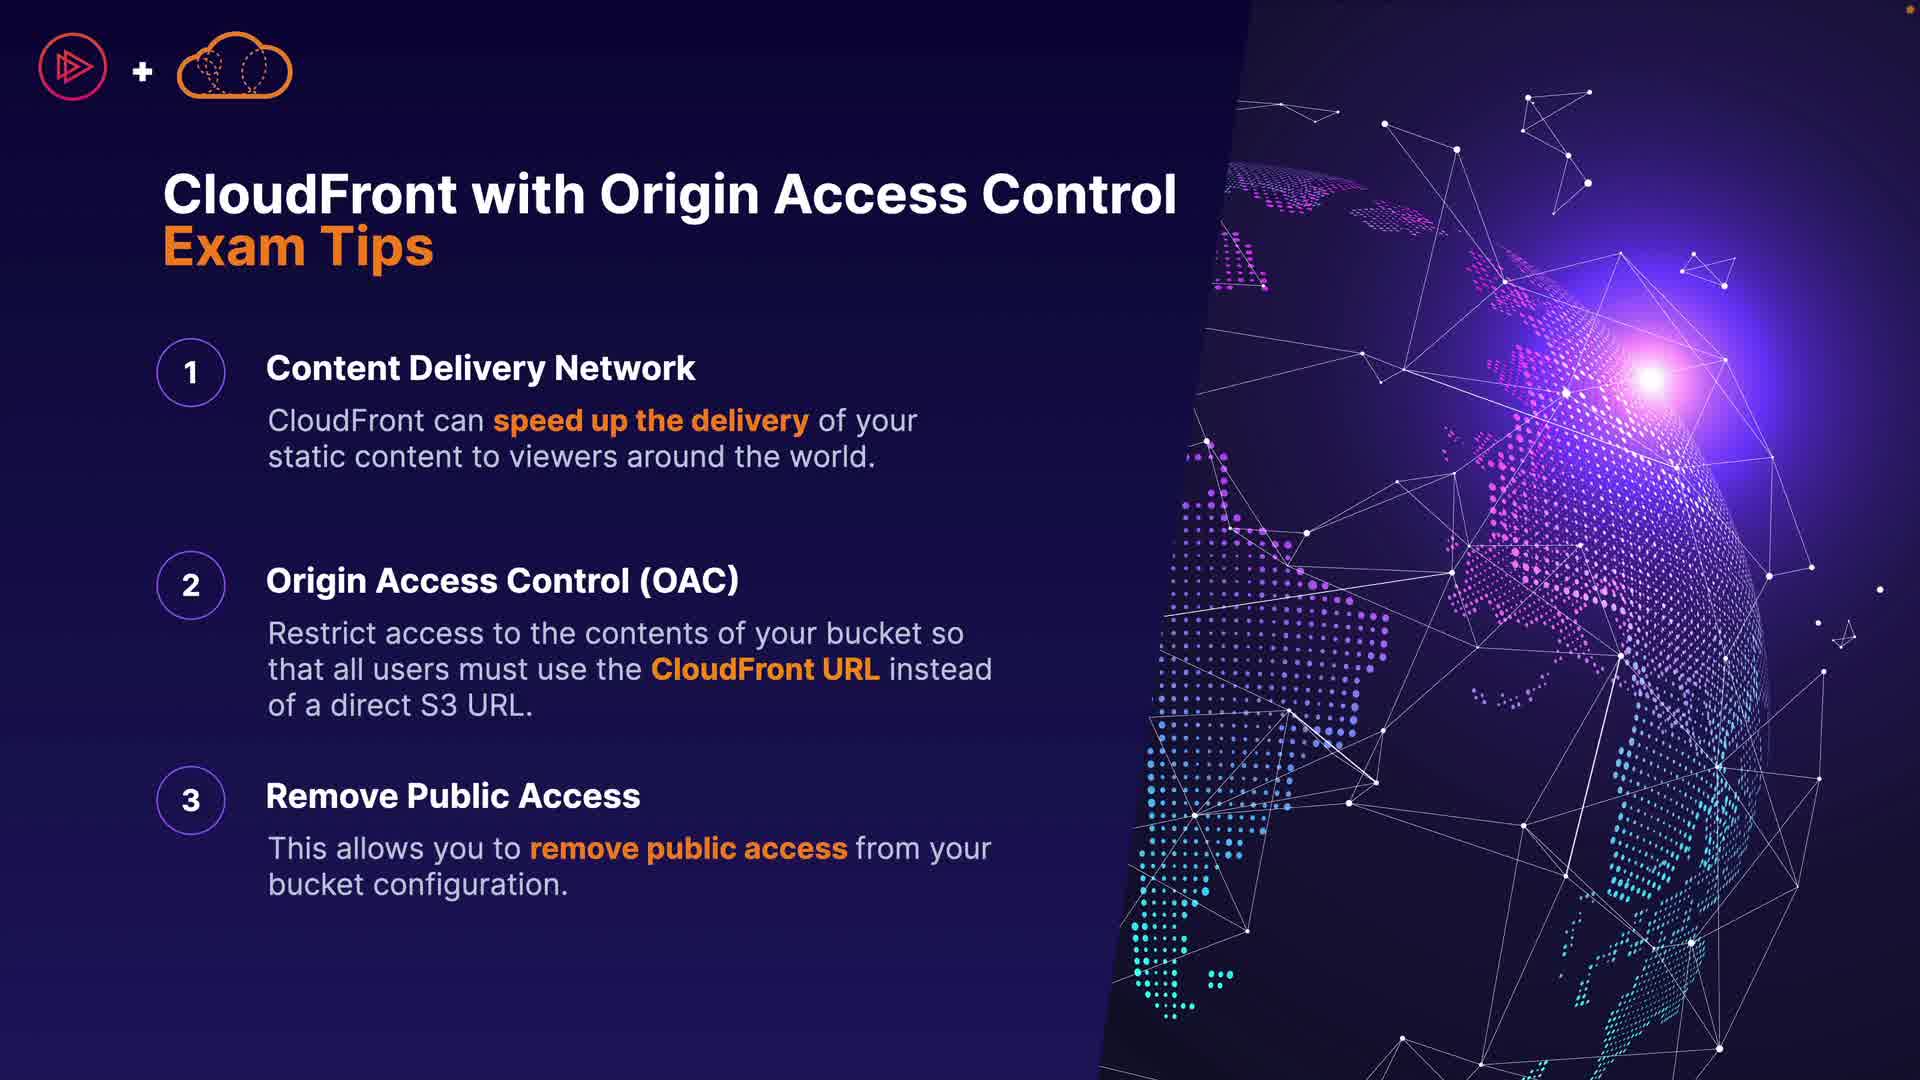 CloudFront with Origin Access Control
Exam Tips
1
Content Delivery Network
CloudFront can speed up the delivery of your
static content to viewers around the world.
2
Origin Access Control (OAC)
Restrict access to the contents of your bucket so
that all users must use the CloudFront URL instead
of a direct S3 URL.
3
Remove Public Access
This allows you to remove public access from your
bucket configuration.